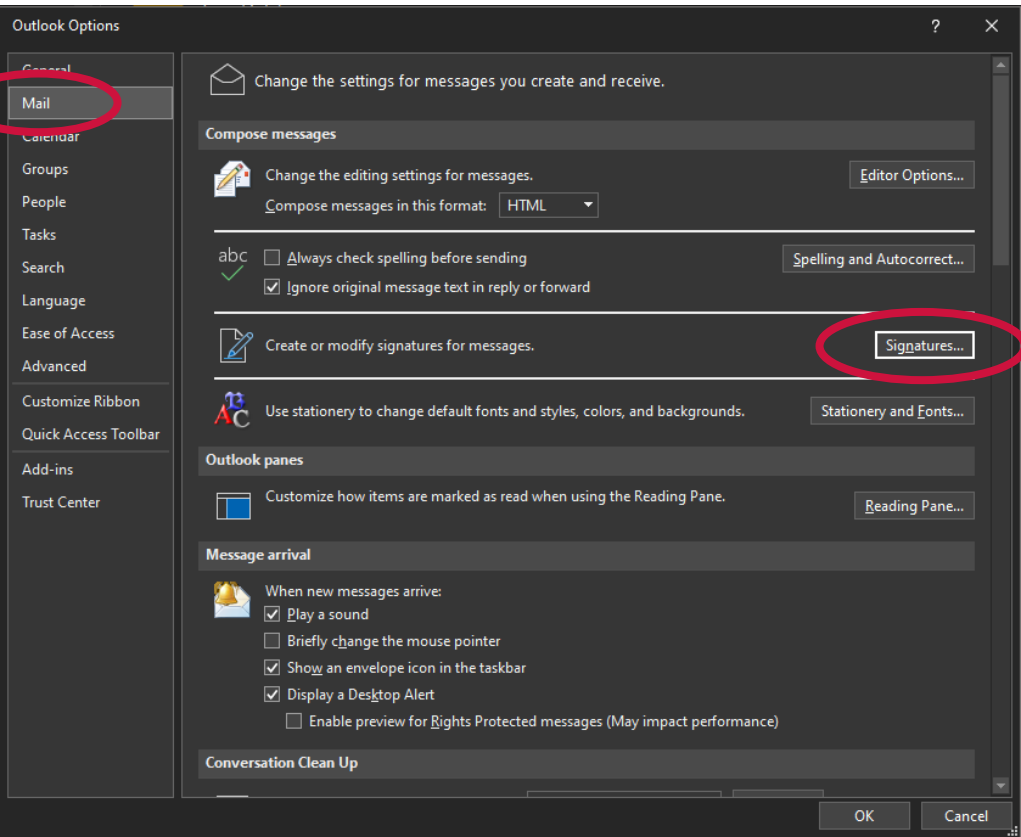 Outlook Options
?
General
Mail
Calendar
Groups
People
Tasks
Search
Language
Ease of Access
Advanced
Customize Ribbon
Quick Access Toolbar
Add-ins
Trust Center
Change the settings for messages you create and receive.
Compose messages
Change the editing settings for messages.
Editor Options...
Compose messages in this format: HTML
abc
Always check spelling before sending
Spelling and Autocorrect...
Ignore original message text in reply or forward
Create or modify signatures for messages.
Signatures...
Use stationery to change default fonts and styles, colors, and backgrounds.
Stationery and Fonts...
Outlook panes
Customize how items are marked as read when using the Reading Pane.
Reading Pane...
Message arrival
When new messages arrive:
Play a sound
Briefly change the mouse pointer
Show an envelope icon in the taskbar
Display a Desktop Alert
Enable preview for Rights Protected messages (May impact performance)
Conversation Clean Up
OK
Cancel